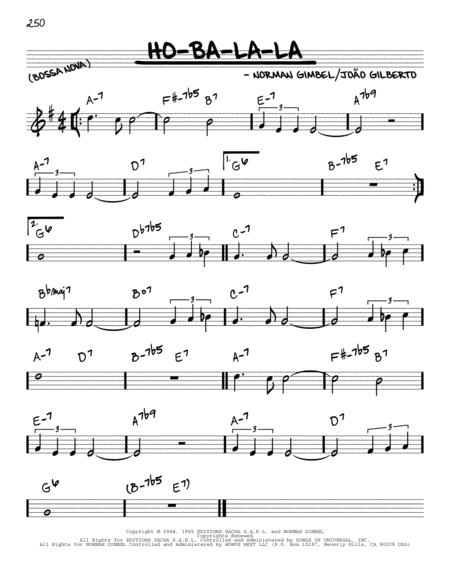 250
HO-BA-LA-LA
(BOSSA NOVA)
- NORMAN GIMBEL/JOÃO GILBERTO
A-7 F#-7b5 B7 E-7 A7b9
4 4
A-7 D7 1. G6 B-7b5 E7
3 3
2. G6 Db7b5 C-7 F7
3 3
Bbmaj7 Bo7 C-7 F7
3 3 3
A-7 D7 B-7b5 E7 A-7 F#-7b5 B7
E-7 A7b9 A-7 D7
3 3 3
G6 (B-7b5 E7)
Copyright © 1964, 1965 EDITIONS SACHA S.A.R.L. and NORMAN GIMBEL
Copyrights Renewed
All Rights for EDITIONS SACHA S.A.R.L. Controlled and Administered by SONGS OF UNIVERSAL, INC.
All Rights for NORMAN GIMBEL Controlled and Administered by WORDS WEST LLC (P.O. Box 15187, Beverly Hills, CA 90209 USA)